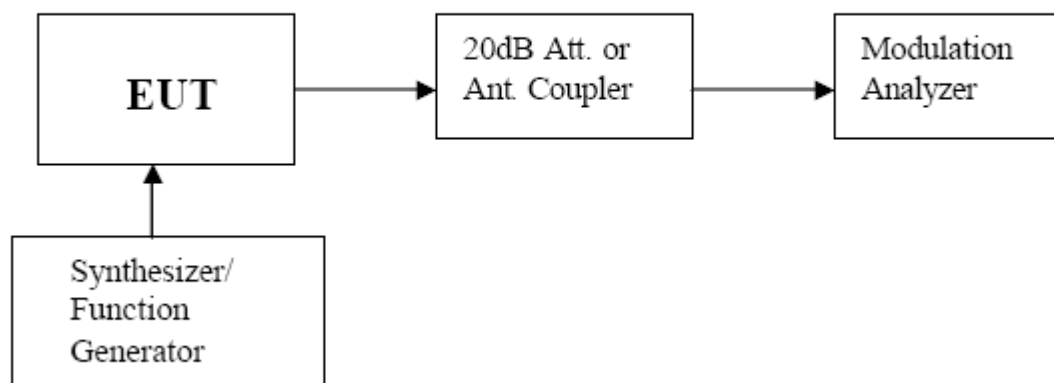 EUT
20dB Att. or
Ant. Coupler
Modulation
Analyzer
Synthesizer/
Function
Generator